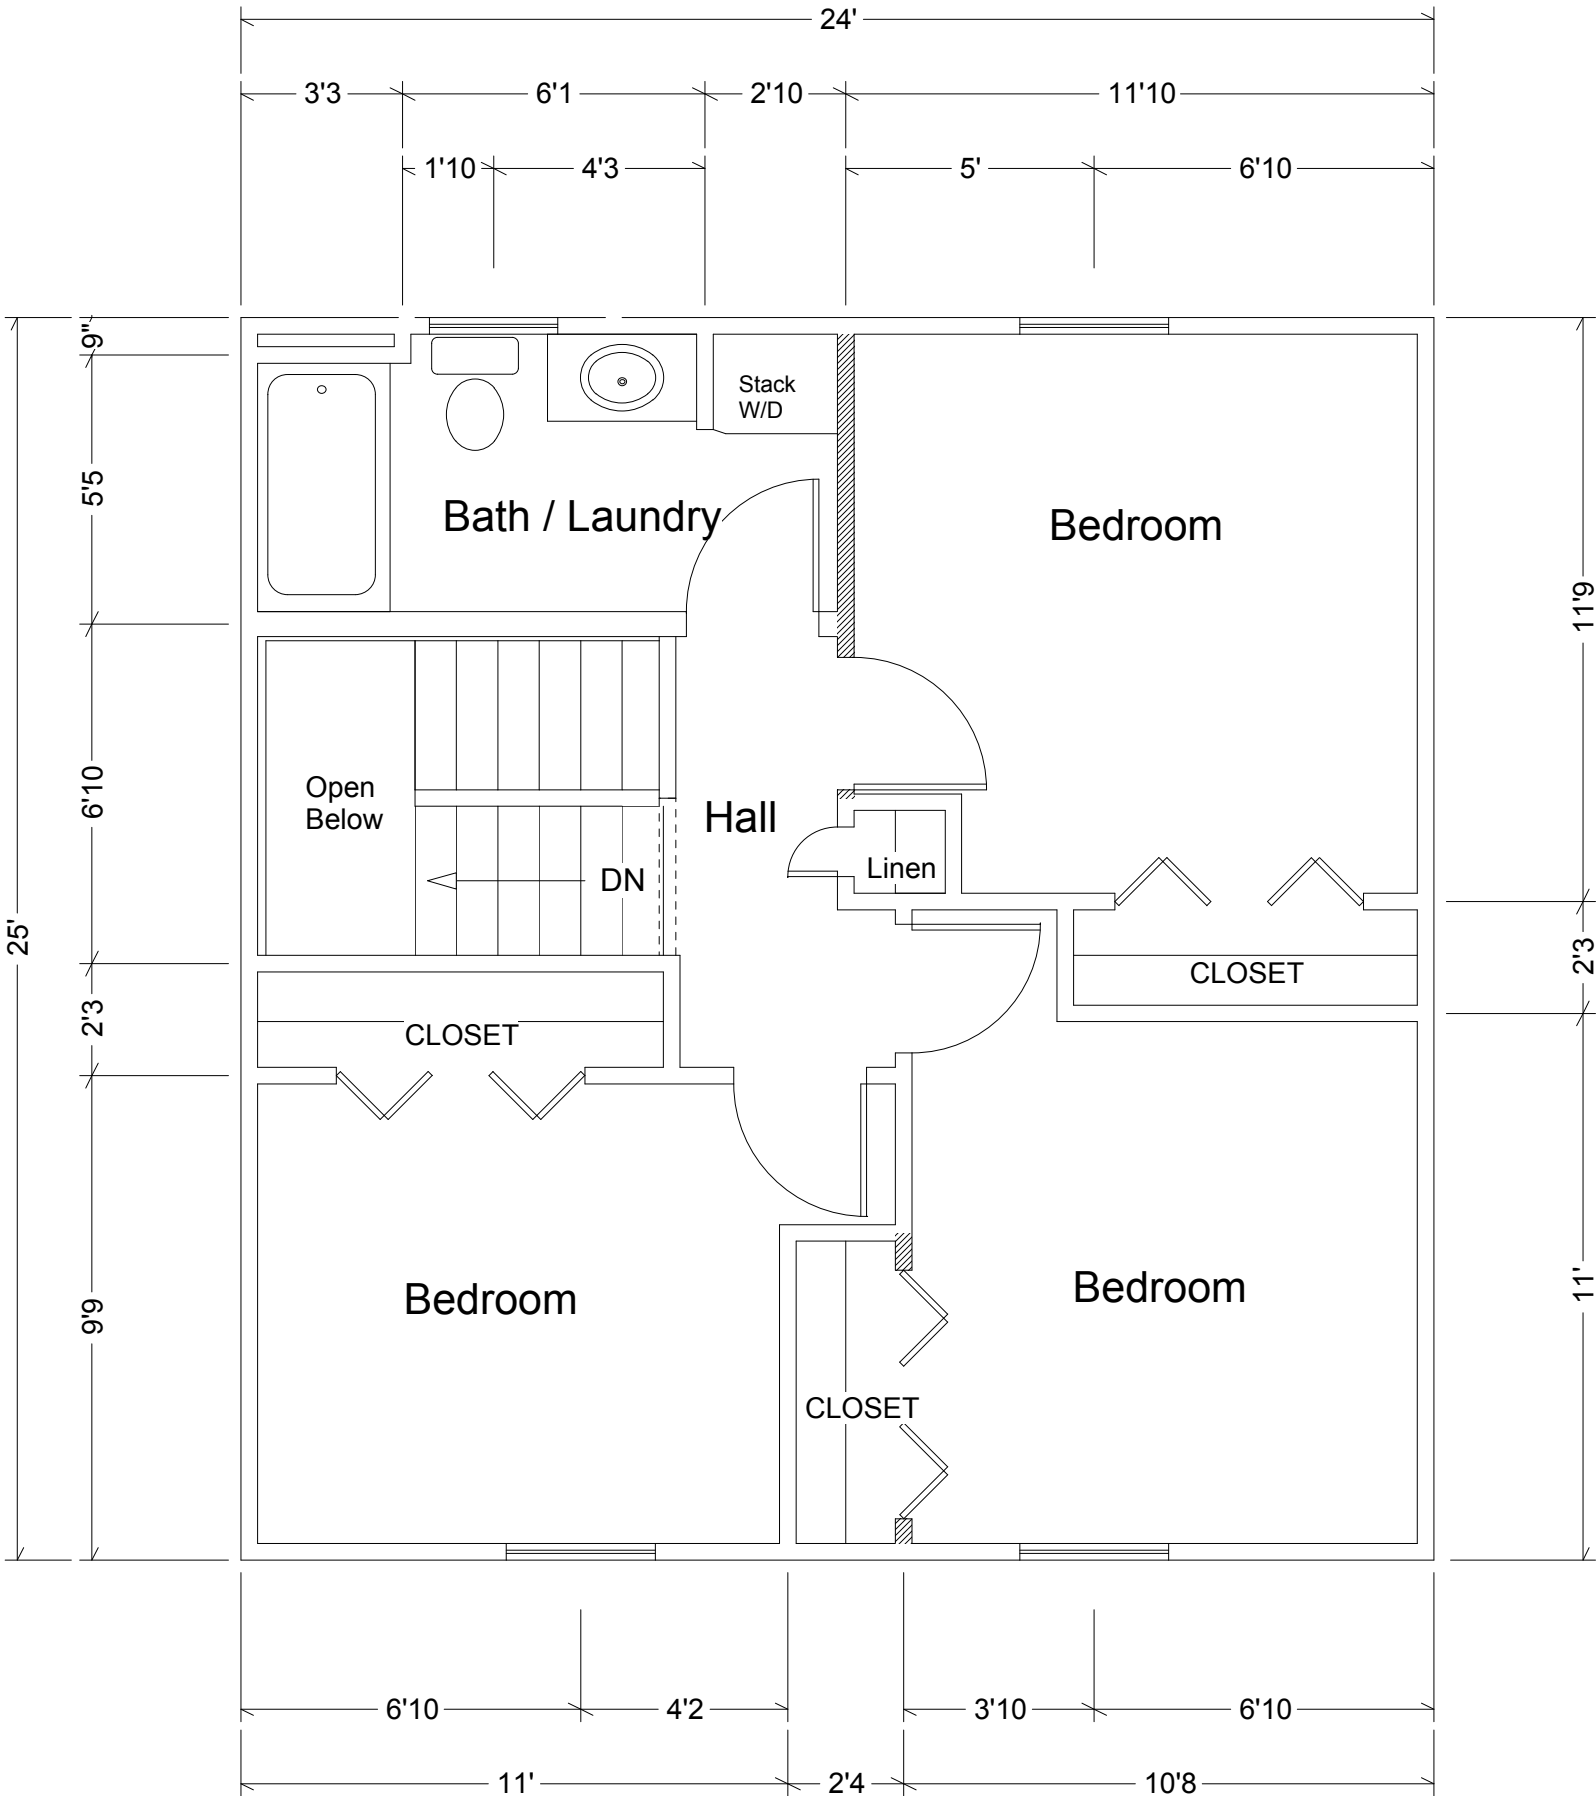 24'
3'3 6'1 2'10 11'10
1'10 4'3 5' 6'10
9"
5'5
6'10
2'3
9'9
25'
Stack
W/D
Bath / Laundry
Bedroom
Open
Below
Hall
Linen
DN
CLOSET
CLOSET
Bedroom
Bedroom
CLOSET
11'9
2'3
11'
6'10 4'2 3'10 6'10
11' 2'4 10'8